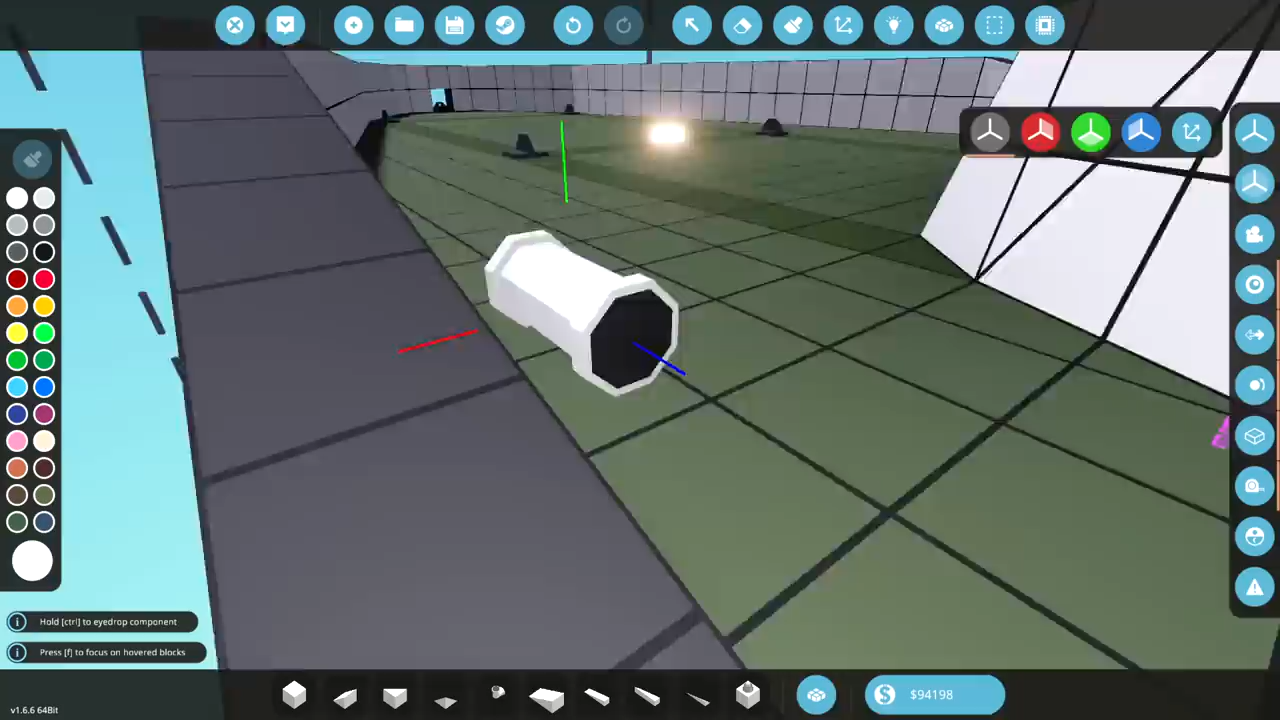 Hold [ctrl] to eyedrop component
Press [f] to focus on hovered blocks
v1.6.6 64Bit
$ $94198